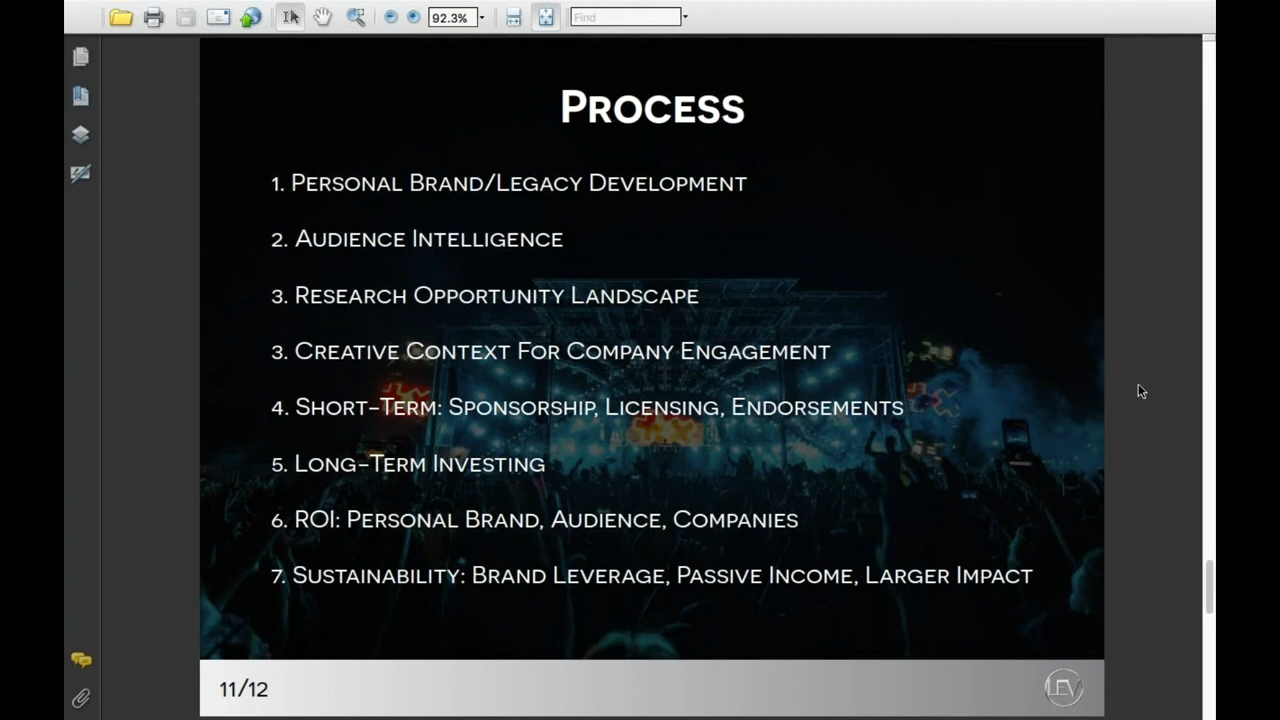 92.3%
Find
Process
1. Personal Brand/Legacy Development
2. Audience Intelligence
3. Research Opportunity Landscape
3. Creative Context For Company Engagement
4. Short-Term: Sponsorship, Licensing, Endorsements
5. Long-Term Investing
6. ROI: Personal Brand, Audience, Companies
7. Sustainability: Brand Leverage, Passive Income, Larger Impact
11/12
LEV